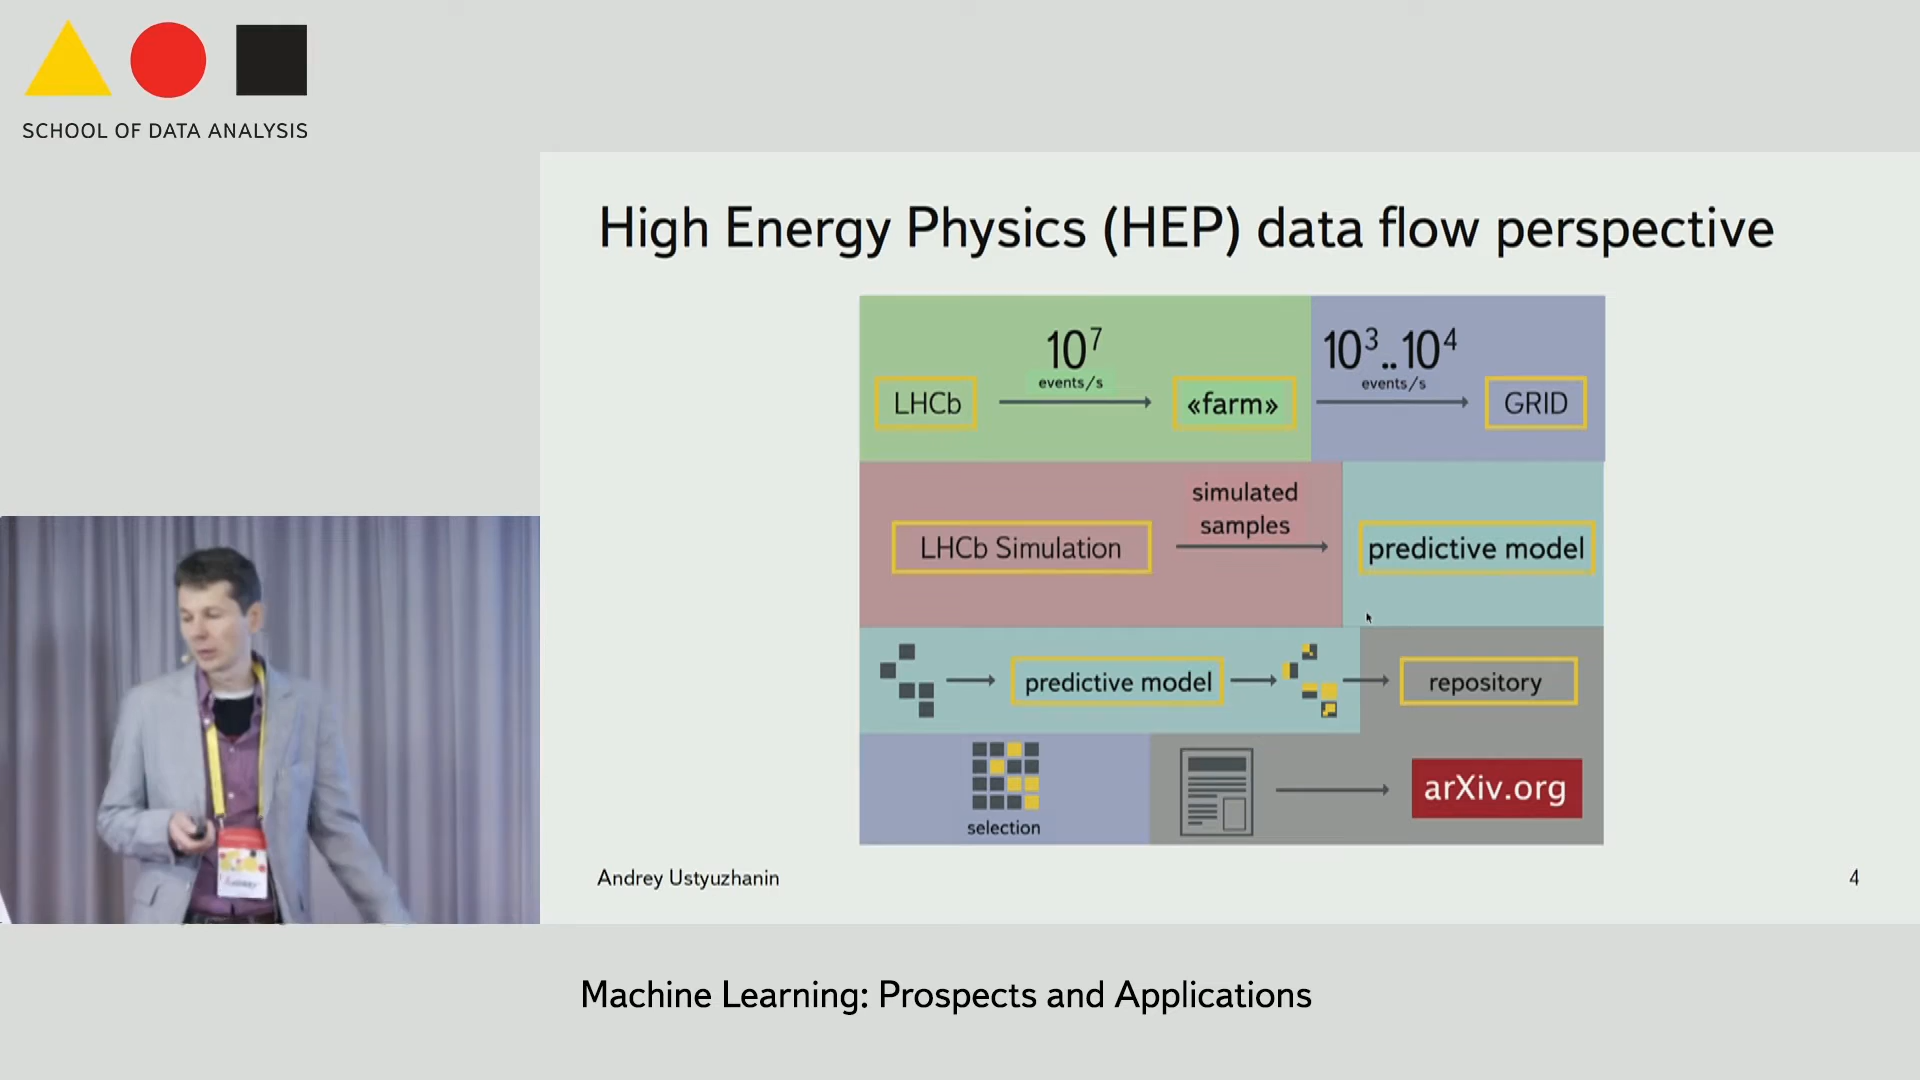 SCHOOL OF DATA ANALYSIS
High Energy Physics (HEP) data flow perspective
10⁷
events/s
10³..10⁴
events/s
LHCb
«farm»
GRID
simulated
samples
LHCb Simulation
predictive model
predictive model
repository
selection
arXiv.org
Andrey Ustyuzhanin
4
Machine Learning: Prospects and Applications